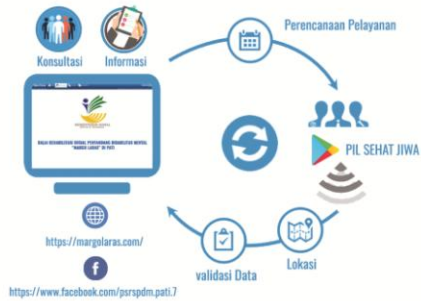 Perencanaan Pelayanan
Konsultasi
Informasi
BALAI REHABILITASI SOSIAL PENYANDANG DISABILITAS MENTAL
"MARGO LARAS" DI PATI
PIL SEHAT JIWA
https://margolaras.com/
validasi Data
Lokasi
https://www.facebook.com/psrspdm.pati.7